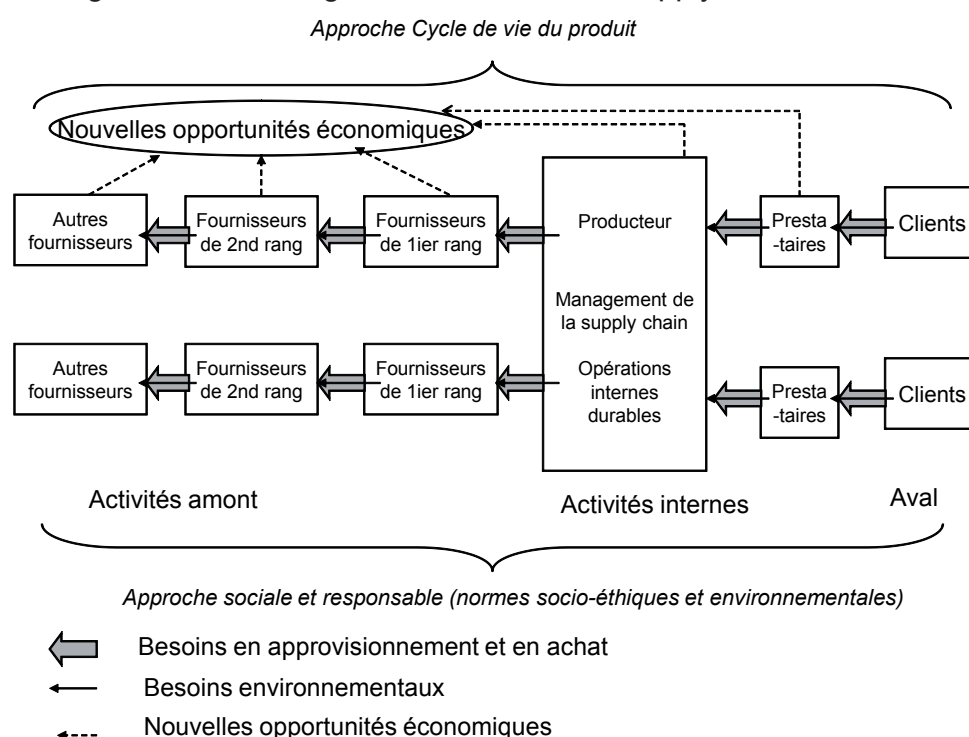 Approche Cycle de vie du produit
Nouvelles opportunités économiques
Autres
fournisseurs
Fournisseurs
de 2nd rang
Fournisseurs
de 1ier rang
Producteur
Presta
-taires
Clients
Management de
la supply chain
Autres
fournisseurs
Fournisseurs
de 2nd rang
Fournisseurs
de 1ier rang
Opérations
internes
durables
Presta
-taires
Clients
Activités amont
Activités internes
Aval
Approche sociale et responsable (normes socio-éthiques et environnementales)
Besoins en approvisionnement et en achat
Besoins environnementaux
Nouvelles opportunités économiques